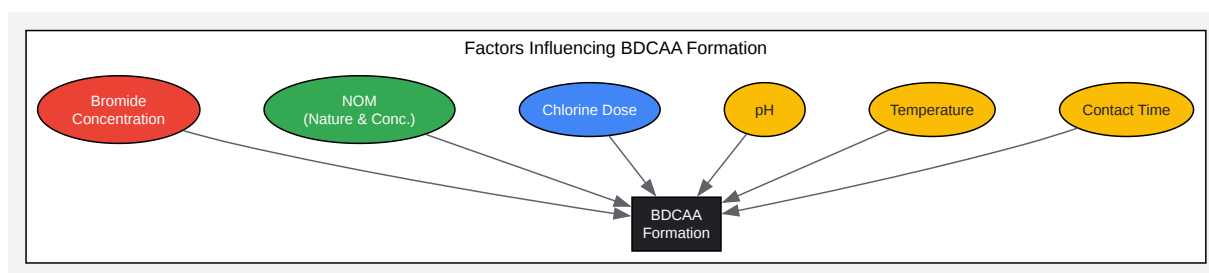 Factors Influencing BDCAA Formation
Bromide
Concentration
NOM
(Nature & Conc.)
Chlorine Dose
pH
Temperature
Contact Time
BDCAA
Formation